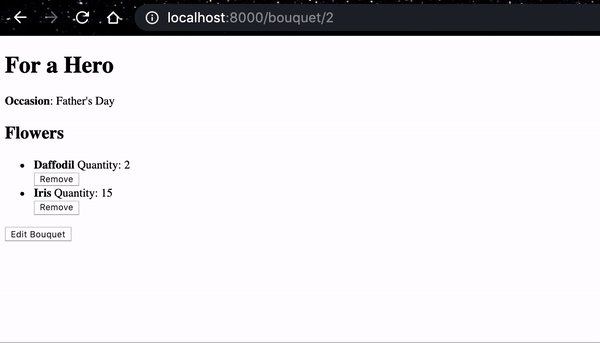 localhost:8000/bouquet/2
For a Hero
Occasion: Father's Day
Flowers
Daffodil Quantity: 2
Remove
Iris Quantity: 15
Remove
Edit Bouquet